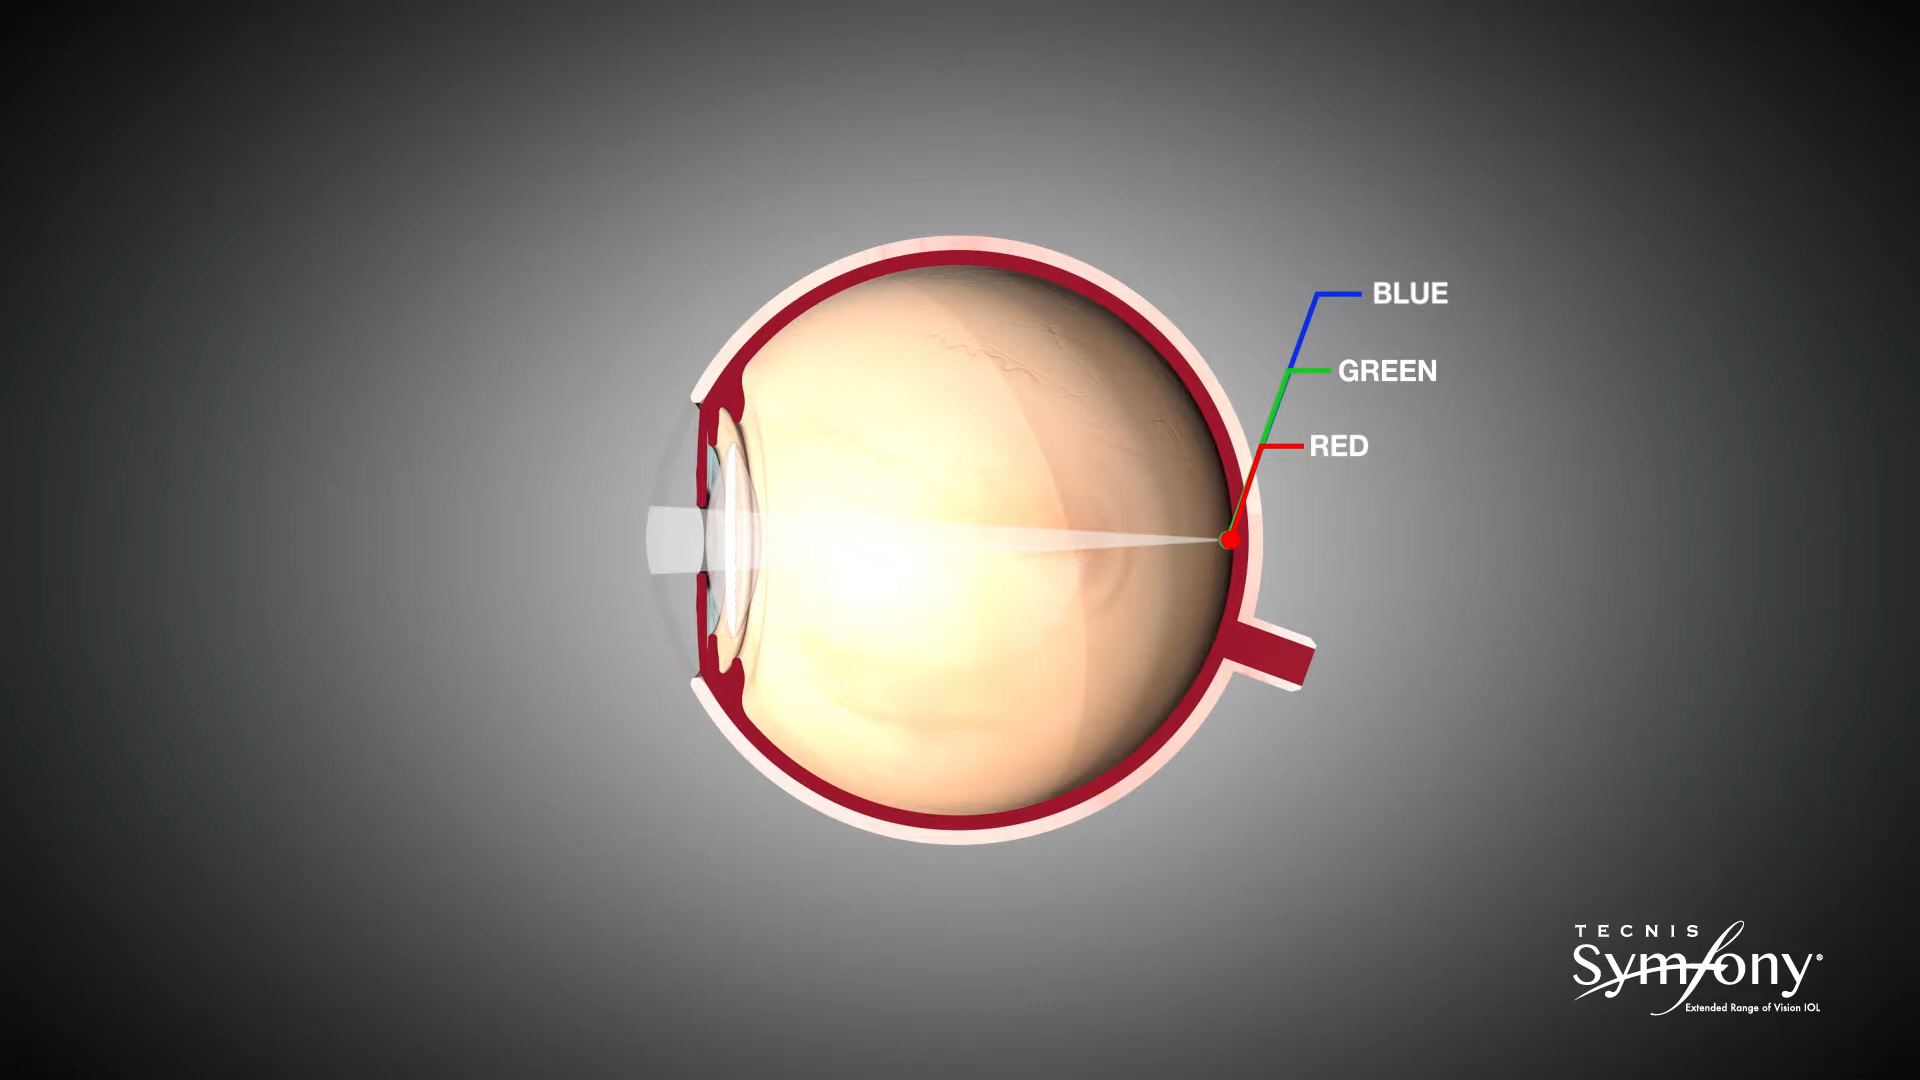 BLUE
GREEN
RED
TECNIS
Symfony®
Extended Range of Vision IOL